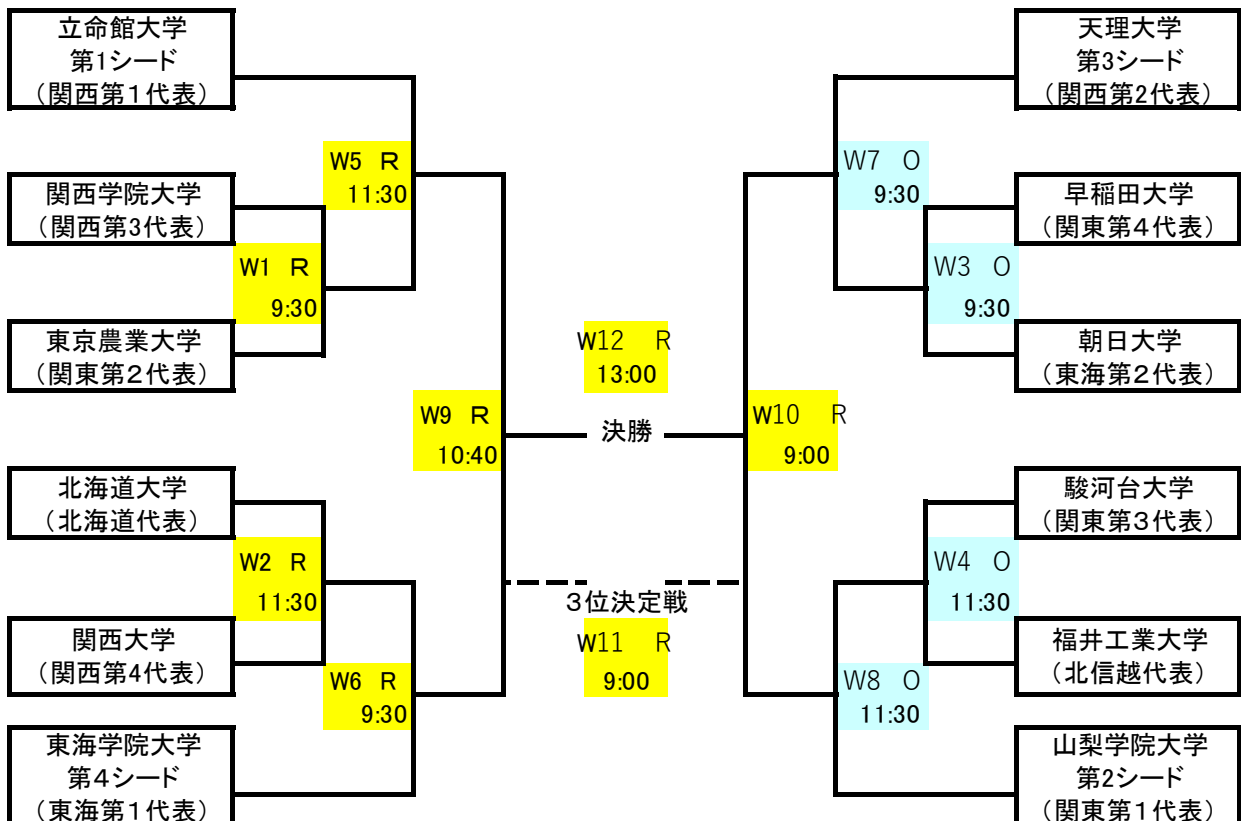 立命館大学
第1シード
（関西第１代表）
天理大学
第3シード
（関西第2代表）
W5 R
11:30
W7 O
9:30
関西学院大学
（関西第3代表）
早稲田大学
（関東第４代表）
W1 R
9:30
W3 O
9:30
東京農業大学
（関東第２代表）
W12 R
13:00
朝日大学
（東海第２代表）
W9 R
10:40
決勝
W10 R
9:00
北海道大学
（北海道代表）
駿河台大学
（関東第３代表）
W2 R
11:30
W4 O
11:30
３位決定戦
関西大学
（関西第4代表）
W11 R
9:00
福井工業大学
（北信越代表）
W6 R
9:30
W8 O
11:30
東海学院大学
第４シード
（東海第１代表）
山梨学院大学
第2シード
（関東第１代表）